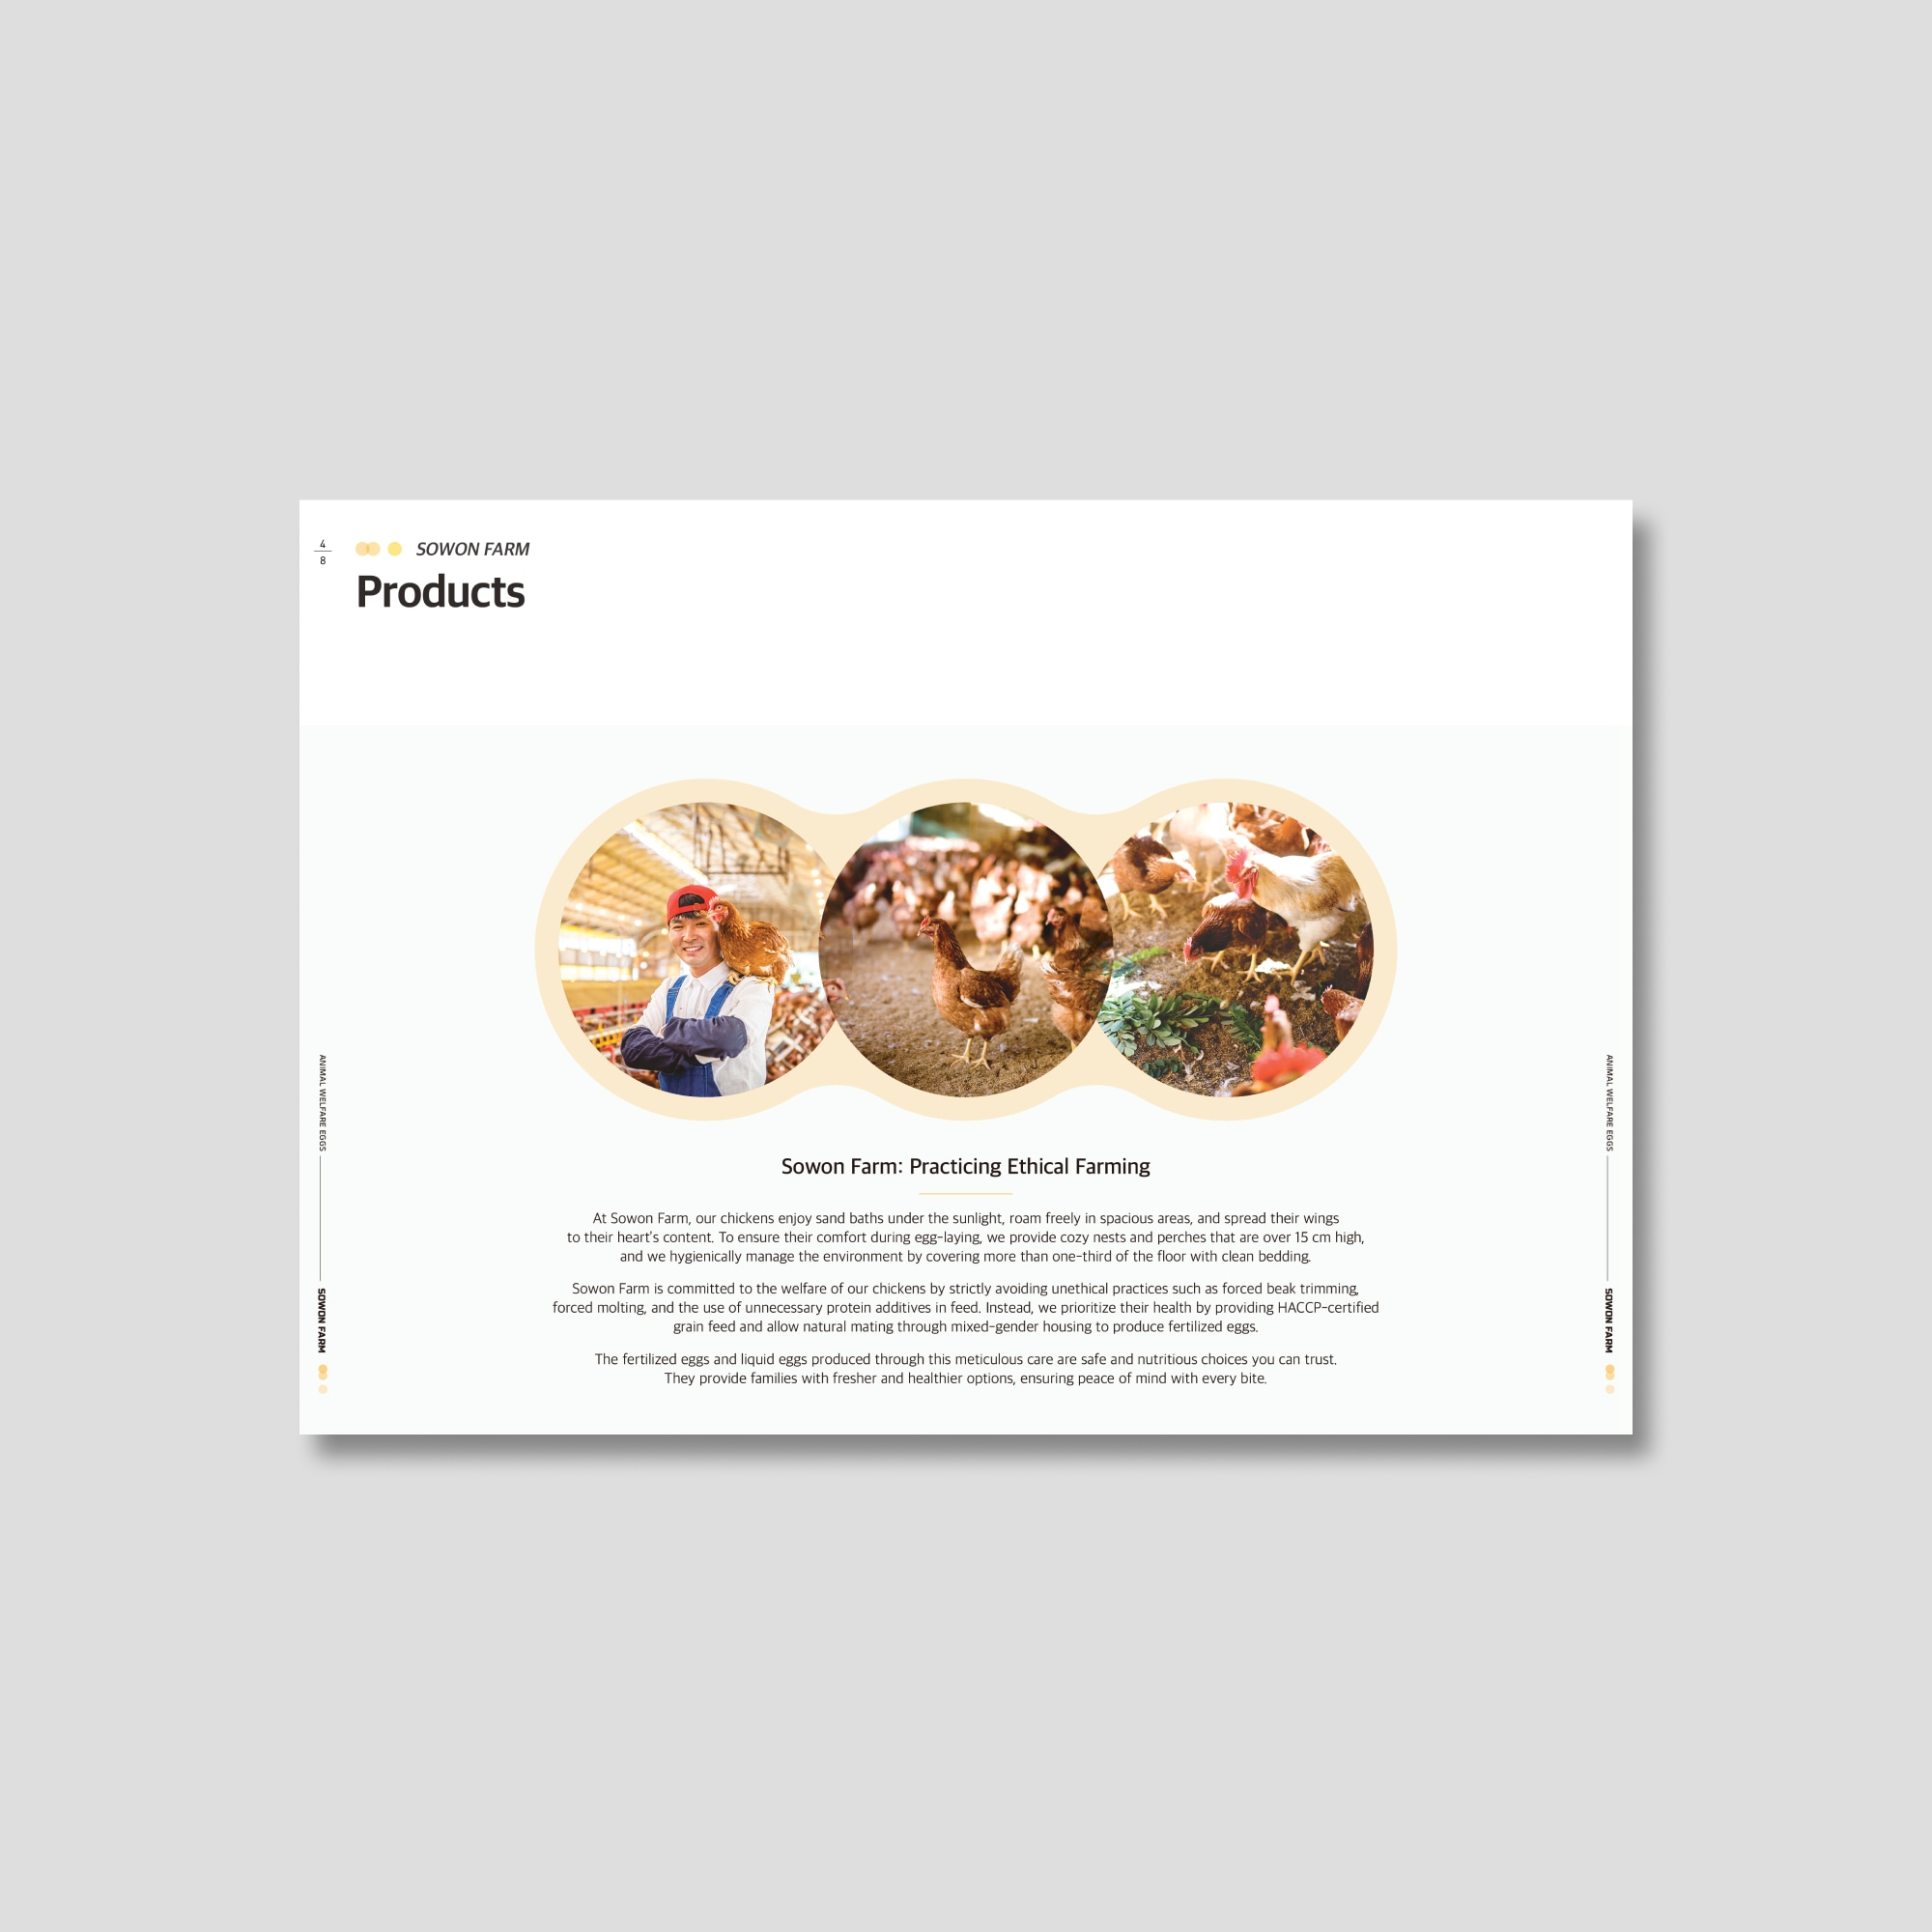 4
8
SOWON FARM
Products
Sowon Farm: Practicing Ethical Farming
At Sowon Farm, our chickens enjoy sand baths under the sunlight, roam freely in spacious areas, and spread their wings
to their heart's content. To ensure their comfort during egg-laying, we provide cozy nests and perches that are over 15 cm high,
and we hygienically manage the environment by covering more than one-third of the floor with clean bedding.
Sowon Farm is committed to the welfare of our chickens by strictly avoiding unethical practices such as forced beak trimming,
forced molting, and the use of unnecessary protein additives in feed. Instead, we prioritize their health by providing HACCP-certified
grain feed and allow natural mating through mixed-gender housing to produce fertilized eggs.
The fertilized eggs and liquid eggs produced through this meticulous care are safe and nutritious choices you can trust.
They provide families with fresher and healthier options, ensuring peace of mind with every bite.
ANIMAL WELFARE EGGS
SOWON FARM
ANIMAL WELFARE EGGS
SOWON FARM